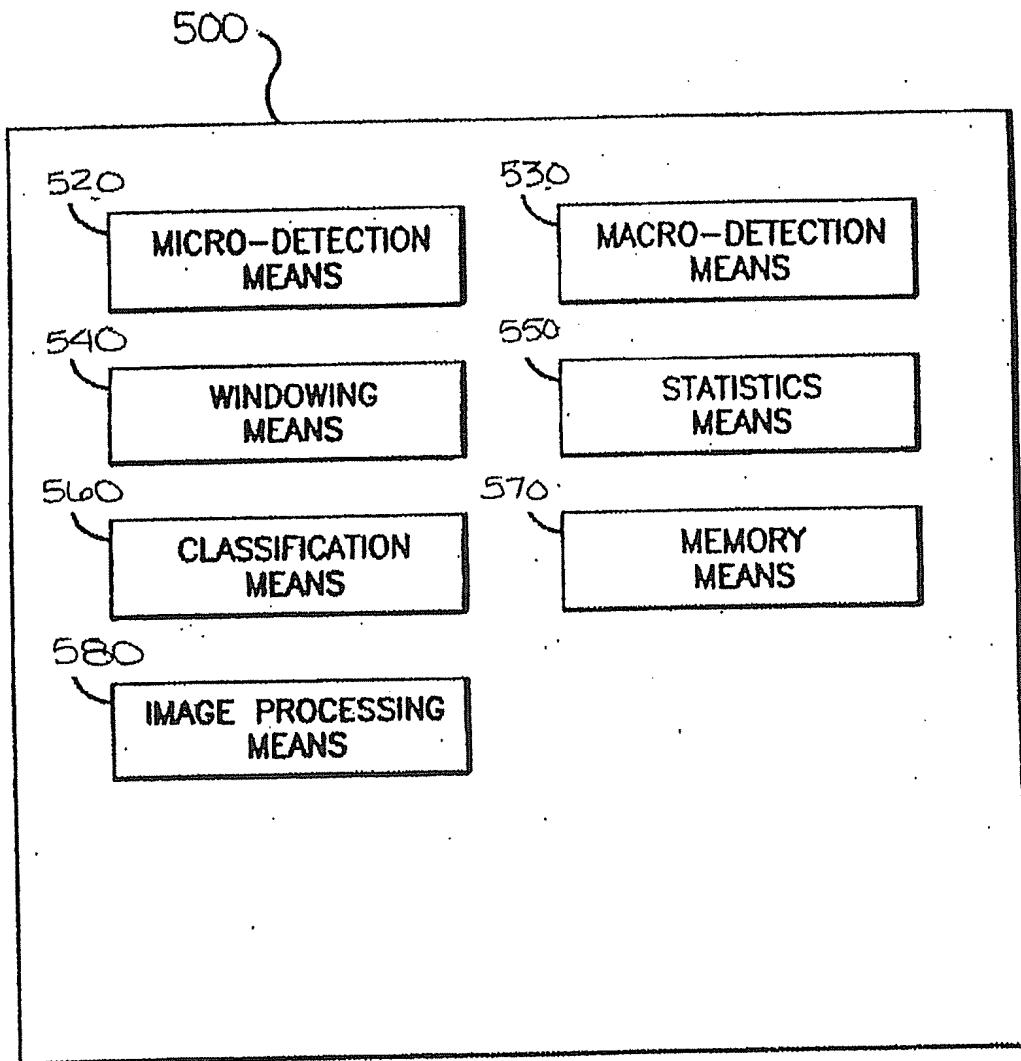 500
520
530
MICRO-DETECTION
MEANS
MACRO-DETECTION
MEANS
540
550
WINDOWING
MEANS
STATISTICS
MEANS
560
570
CLASSIFICATION
MEANS
MEMORY
MEANS
580
IMAGE PROCESSING
MEANS